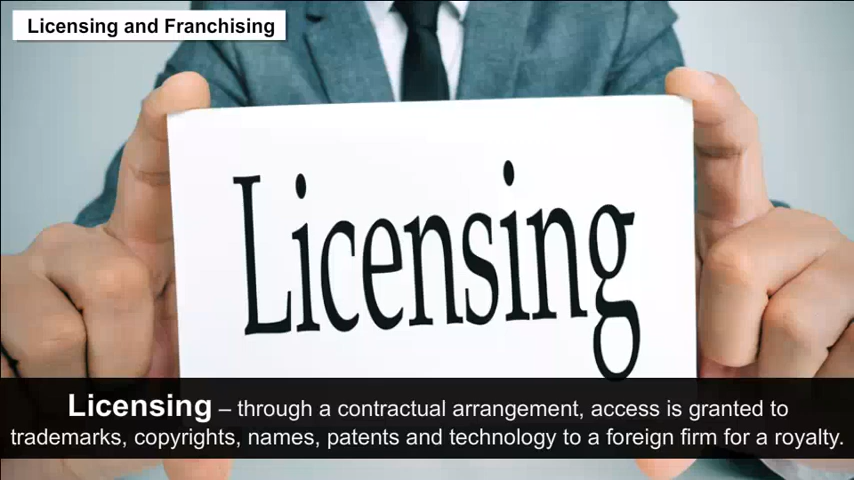 Licensing and Franchising
Licensing
Licensing – through a contractual arrangement, access is granted to
trademarks, copyrights, names, patents and technology to a foreign firm for a royalty.